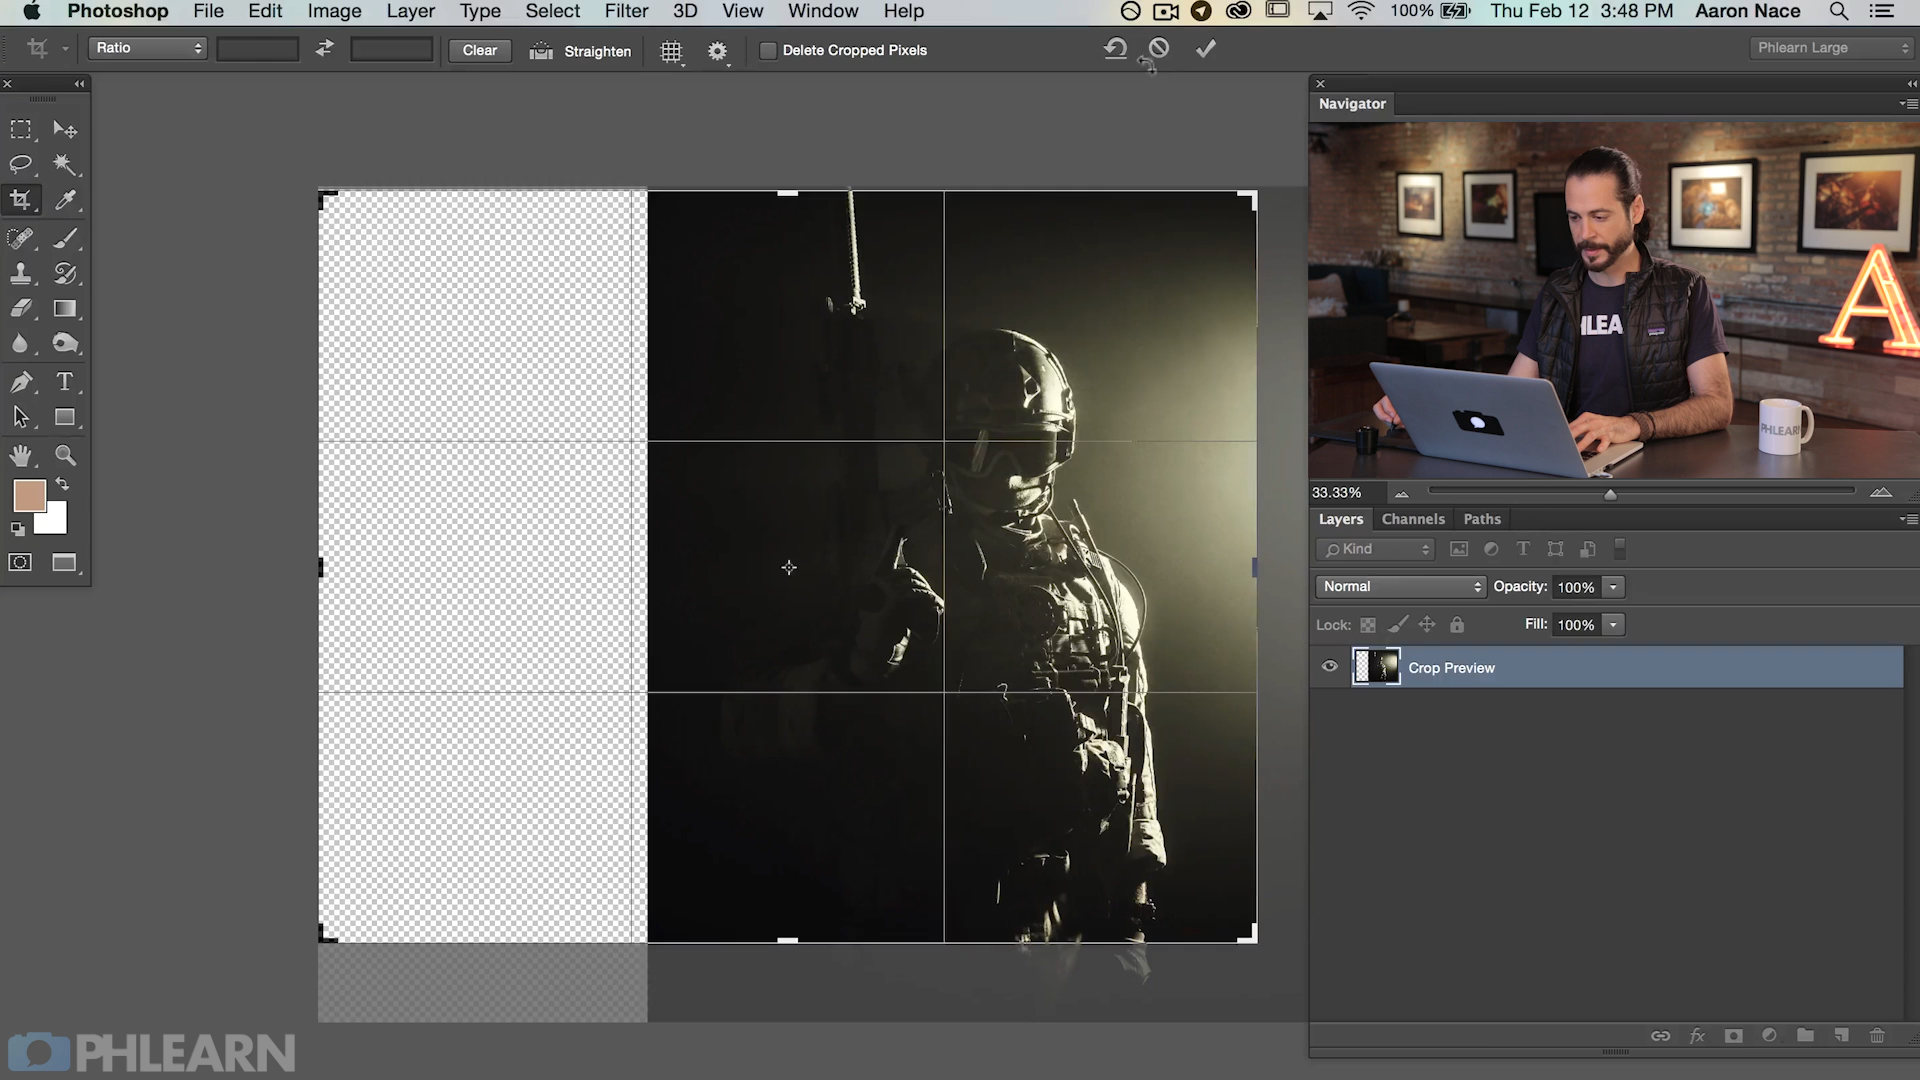 Photoshop File Edit Image Layer Type Select Filter 3D View Window Help 100% Thu Feb 12 3:48 PM Aaron Nace
Ratio Clear Straighten Delete Cropped Pixels Phlearn Large
Navigator
HLEA
A
PHLEARN
33.33%
Layers Channels Paths
Kind
Normal Opacity: 100%
Lock: Fill: 100%
Crop Preview
PHLEARN